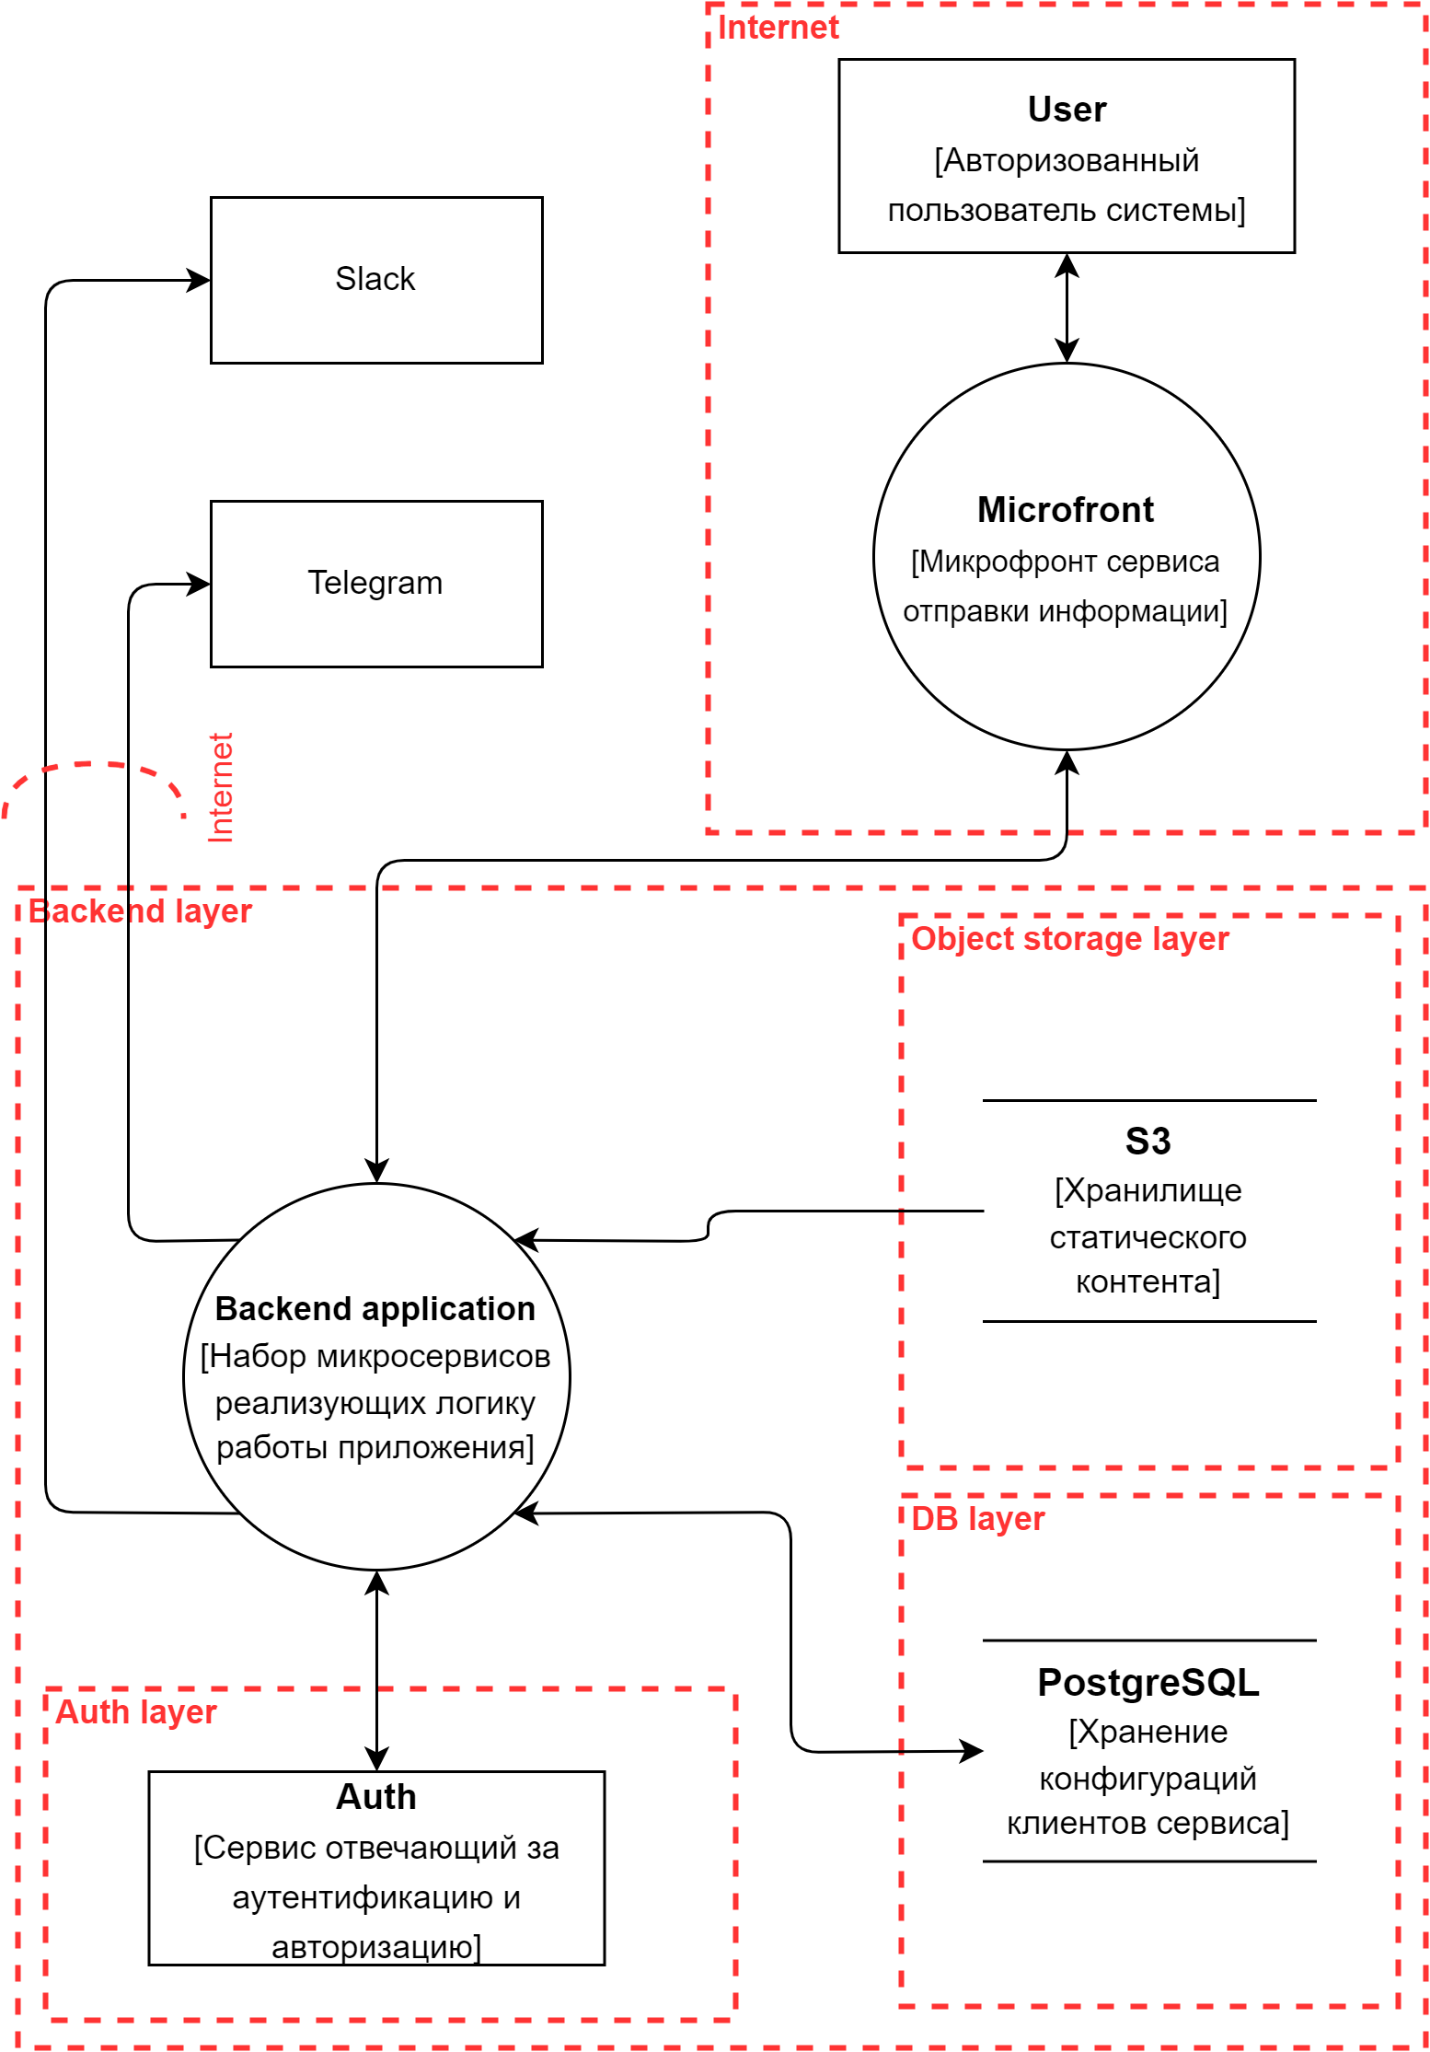 Internet
User
[Авторизованный
пользователь системы]
Slack
Microfront
[Микрофронт сервиса
отправки информации]
Telegram
Internet
Backend layer
Object storage layer
S3
[Хранилище
статического
контента]
Backend application
[Набор микросервисов
реализующих логику
работы приложения]
DB layer
PostgreSQL
[Хранение
конфигураций
клиентов сервиса]
Auth layer
Auth
[Сервис отвечающий за
аутентификацию и
авторизацию]